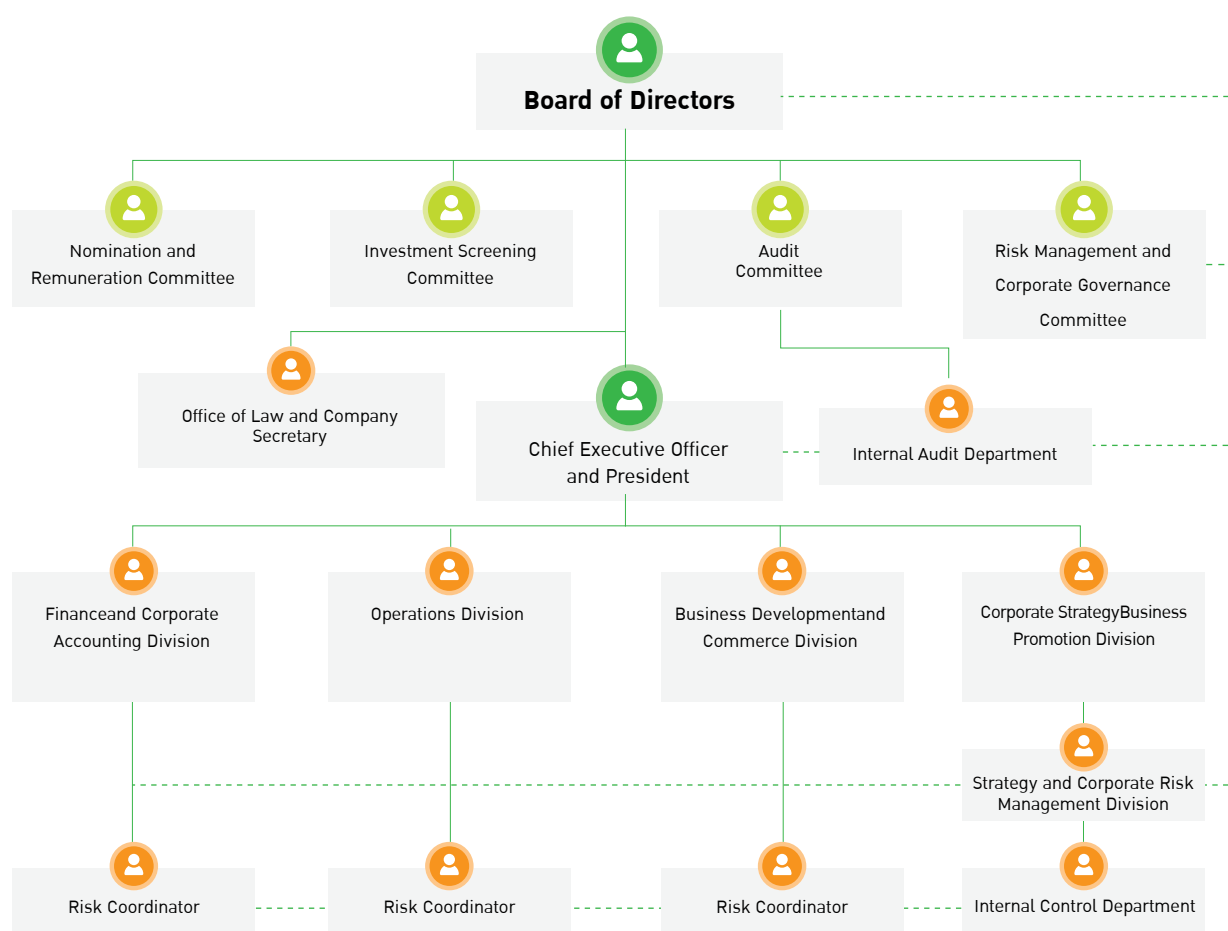 Board of Directors
Nomination and
Remuneration Committee
Investment Screening
Committee
Audit
Committee
Risk Management and
Corporate Governance
Committee
Office of Law and Company
Secretary
Chief Executive Officer
and President
Internal Audit Department
Financeand Corporate
Accounting Division
Operations Division
Business Developmentand
Commerce Division
Corporate StrategyBusiness
Promotion Division
Strategy and Corporate Risk
Management Division
Risk Coordinator
Risk Coordinator
Risk Coordinator
Internal Control Department